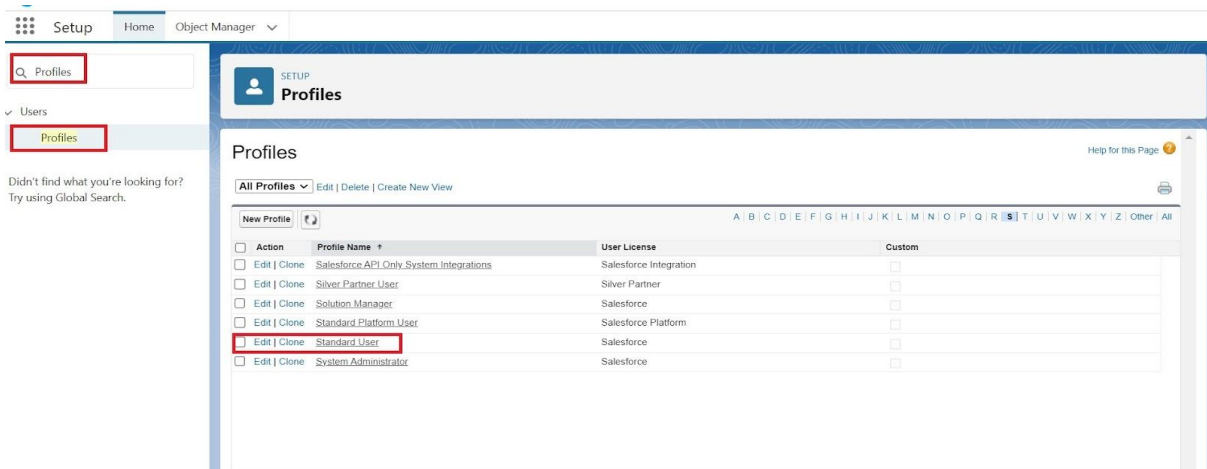 Setup Home Object Manager
Profiles
Users
Profiles
Didn't find what you're looking for?
Try using Global Search.
SETUP
Profiles
Profiles
Help for this Page ?
All Profiles Edit | Delete | Create New View
New Profile A | B | C | D | E | F | G | H | I | J | K | L | M | N | O | P | Q | R | S | T | U | V | W | X | Y | Z | Other | All
Action Profile Name User License Custom
Edit | Clone Salesforce API Only System Integrations Salesforce Integration
Edit | Clone Silver Partner User Silver Partner
Edit | Clone Solution Manager Salesforce
Edit | Clone Standard Platform User Salesforce Platform
Edit | Clone Standard User Salesforce
Edit | Clone System Administrator Salesforce